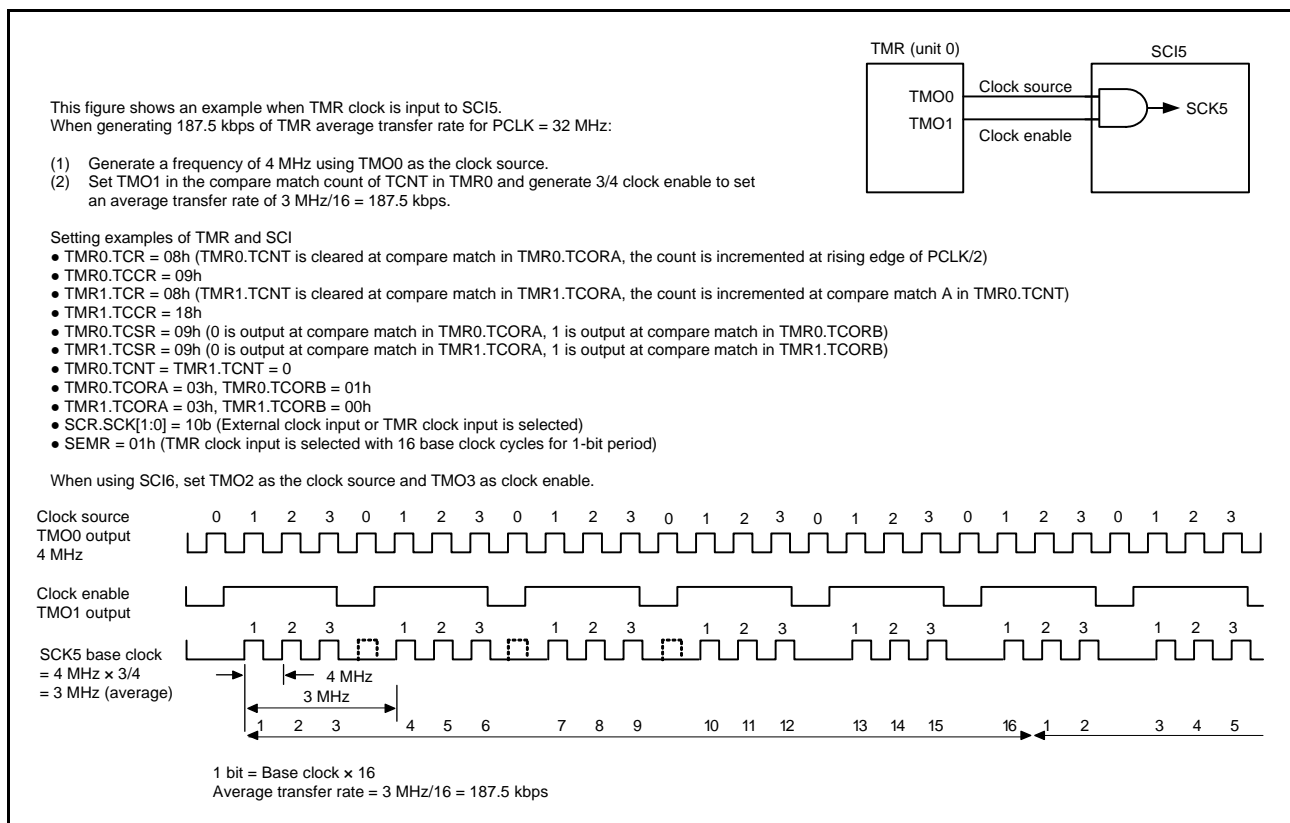 TMR (unit 0)
SCI5
TMO0
Clock source
TMO1
Clock enable
SCK5
This figure shows an example when TMR clock is input to SCI5.
When generating 187.5 kbps of TMR average transfer rate for PCLK = 32 MHz:
(1) Generate a frequency of 4 MHz using TMO0 as the clock source.
(2) Set TMO1 in the compare match count of TCNT in TMR0 and generate 3/4 clock enable to set
an average transfer rate of 3 MHz/16 = 187.5 kbps.
Setting examples of TMR and SCI
● TMR0.TCR = 08h (TMR0.TCNT is cleared at compare match in TMR0.TCORA, the count is incremented at rising edge of PCLK/2)
● TMR0.TCCR = 09h
● TMR1.TCR = 08h (TMR1.TCNT is cleared at compare match in TMR1.TCORA, the count is incremented at compare match A in TMR0.TCNT)
● TMR1.TCCR = 18h
● TMR0.TCSR = 09h (0 is output at compare match in TMR0.TCORA, 1 is output at compare match in TMR0.TCORB)
● TMR1.TCSR = 09h (0 is output at compare match in TMR1.TCORA, 1 is output at compare match in TMR1.TCORB)
● TMR0.TCNT = TMR1.TCNT = 0
● TMR0.TCORA = 03h, TMR0.TCORB = 01h
● TMR1.TCORA = 03h, TMR1.TCORB = 00h
● SCR.SCK[1:0] = 10b (External clock input or TMR clock input is selected)
● SEMR = 01h (TMR clock input is selected with 16 base clock cycles for 1-bit period)
When using SCI6, set TMO2 as the clock source and TMO3 as clock enable.
Clock source
TMO0 output
4 MHz
0 1 2 3 0 1 2 3 0 1 2 3 0 1 2 3 0 1 2 3 0 1 2 3 0 1 2 3
Clock enable
TMO1 output
1 2 3 1 2 3 1 2 3 1 2 3 1 2 3 1 2 3 1 2 3
SCK5 base clock
= 4 MHz × 3/4
= 3 MHz (average)
4 MHz
3 MHz
1 2 3 4 5 6 7 8 9 10 11 12 13 14 15 16 1 2 3 4 5
1 bit = Base clock × 16
Average transfer rate = 3 MHz/16 = 187.5 kbps